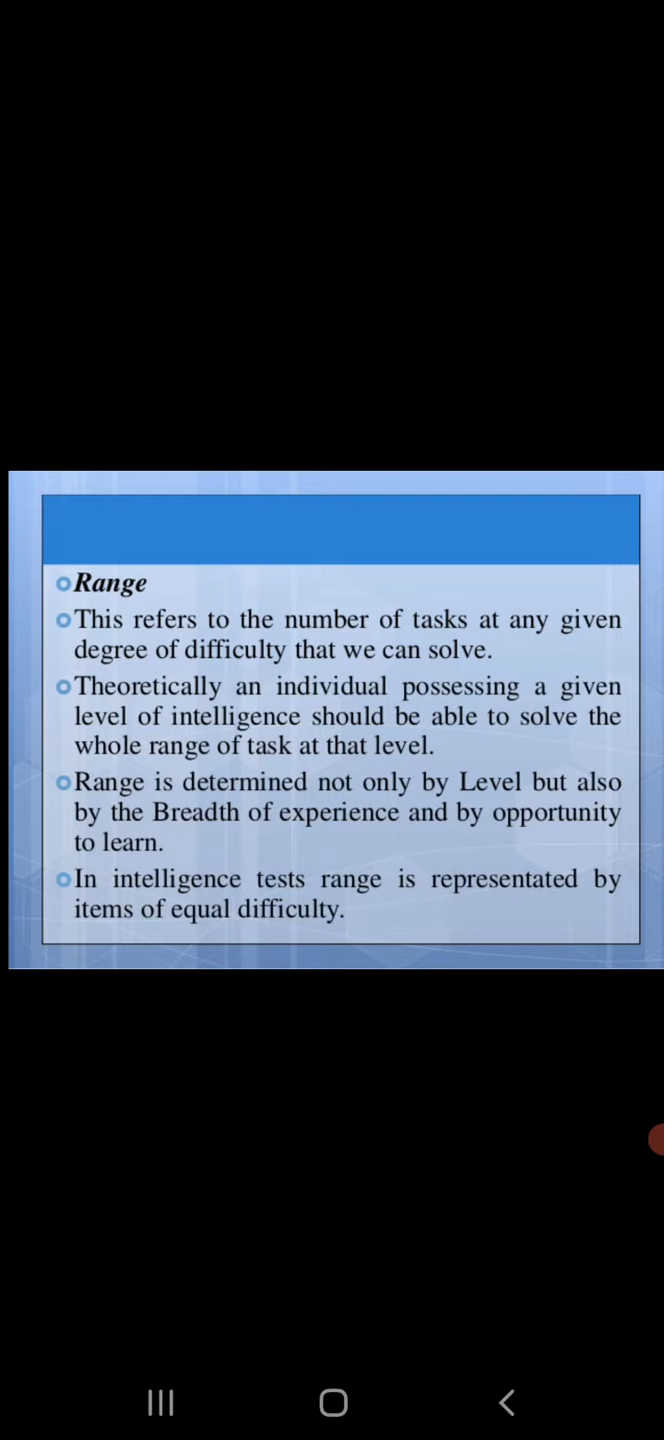 Range
This refers to the number of tasks at any given
degree of difficulty that we can solve.
Theoretically an individual possessing a given
level of intelligence should be able to solve the
whole range of task at that level.
Range is determined not only by Level but also
by the Breadth of experience and by opportunity
to learn.
In intelligence tests range is representated by
items of equal difficulty.